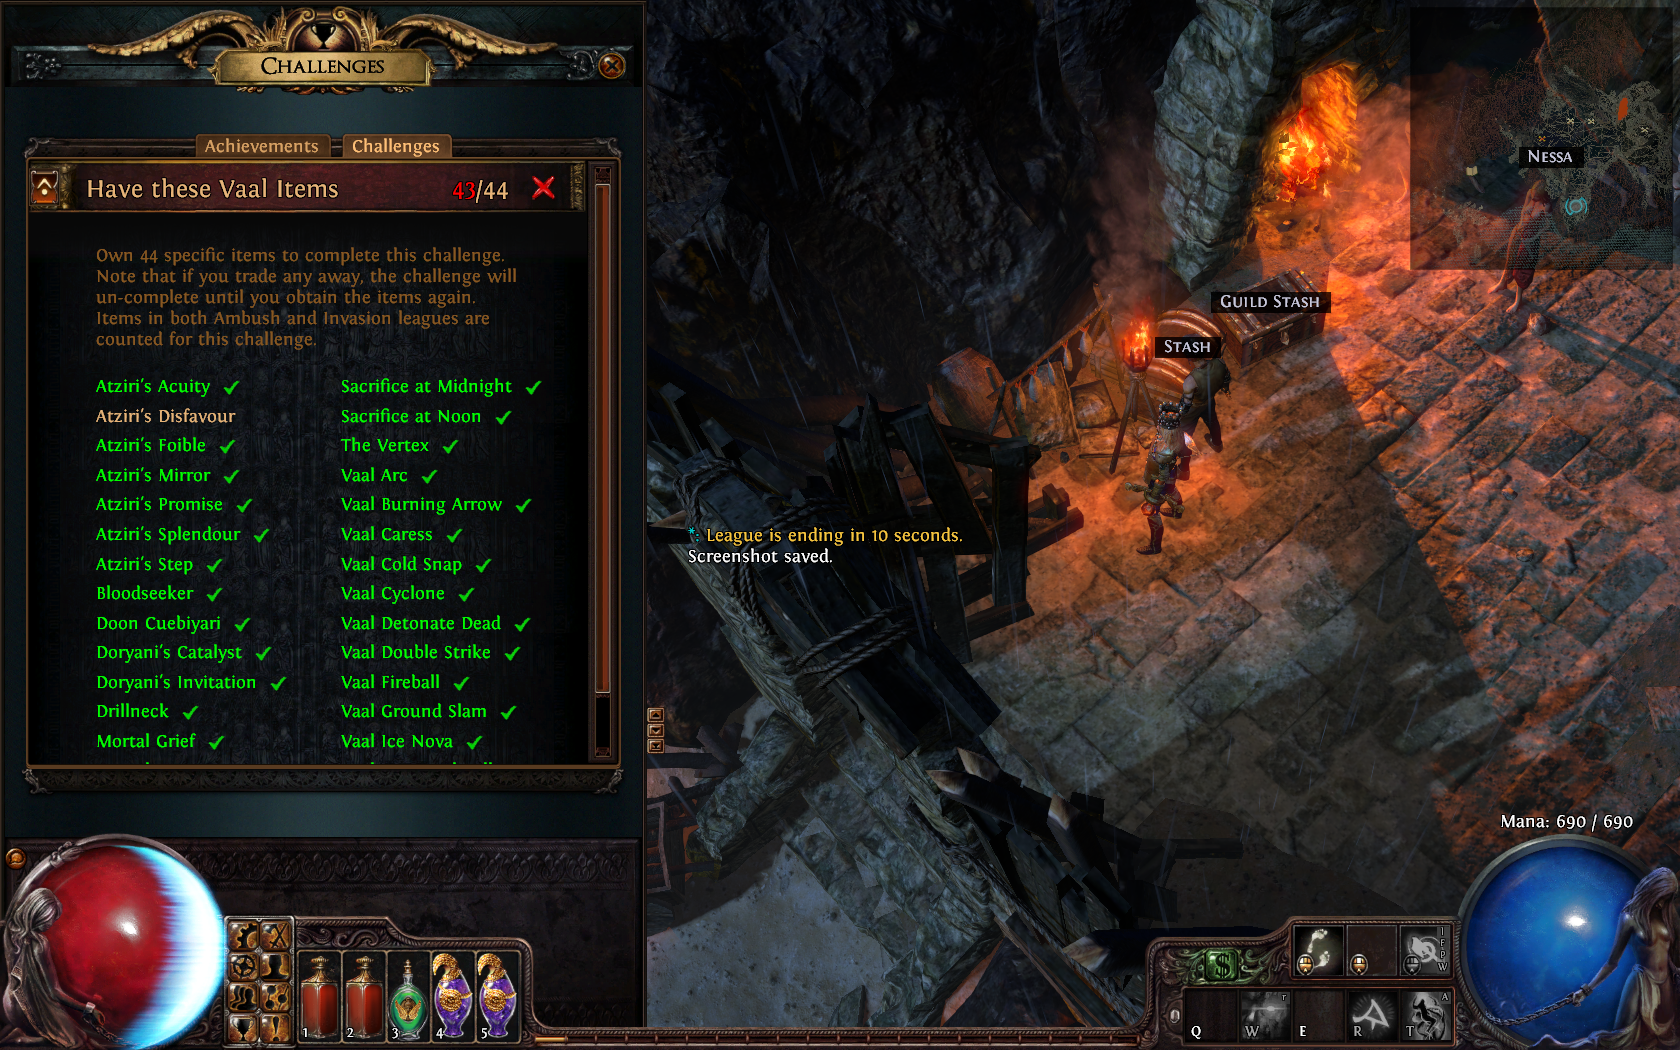 CHALLENGES
Achievements
Challenges
Have these Vaal Items
43/44
Own 44 specific items to complete this challenge.
Note that if you trade any away, the challenge will
un-complete until you obtain the items again.
Items in both Ambush and Invasion leagues are
counted for this challenge.
Atziri's Acuity
Atziri's Disfavour
Atziri's Foible
Atziri's Mirror
Atziri's Promise
Atziri's Splendour
Atziri's Step
Bloodseeker
Doon Cuebiyari
Doryani's Catalyst
Doryani's Invitation
Drillneck
Mortal Grief
Sacrifice at Midnight
Sacrifice at Noon
The Vertex
Vaal Arc
Vaal Burning Arrow
Vaal Caress
Vaal Cold Snap
Vaal Cyclone
Vaal Detonate Dead
Vaal Double Strike
Vaal Fireball
Vaal Ground Slam
Vaal Ice Nova
NESSA
GUILD STASH
STASH
: League is ending in 10 seconds.
Screenshot saved.
Mana: 690 / 690
1
2
3
4
5
$
Q
W
E
R
T